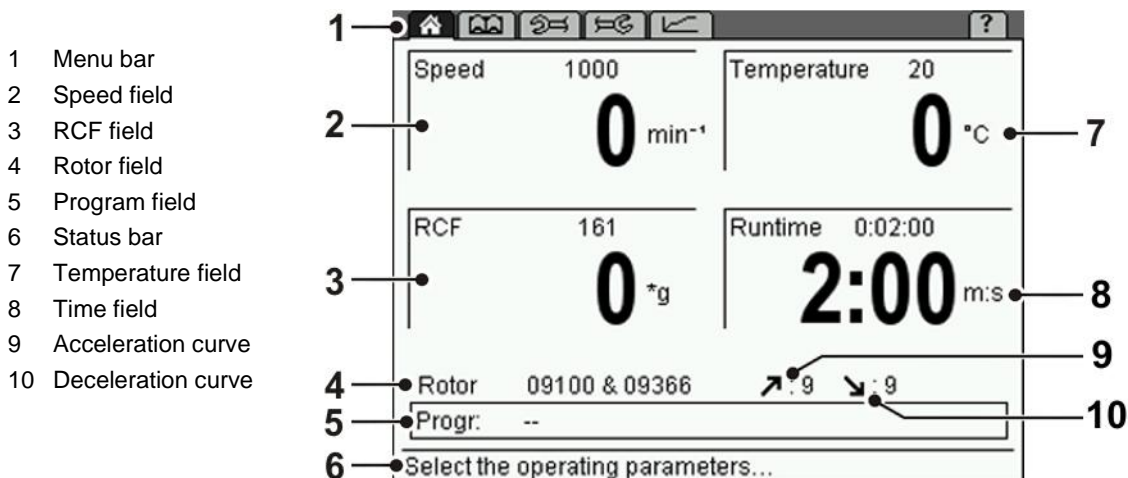 1 Menu bar
2 Speed field
3 RCF field
4 Rotor field
5 Program field
6 Status bar
7 Temperature field
8 Time field
9 Acceleration curve
10 Deceleration curve
1
?
Speed 1000
2
0 min⁻¹
Temperature 20
0 °C
7
RCF 161
3
0 *g
Runtime 0:02:00
2:00 m:s
8
9
4
Rotor 09100 & 09366 ↗: 9 ↘: 9
10
5
Progr: --
6
Select the operating parameters...